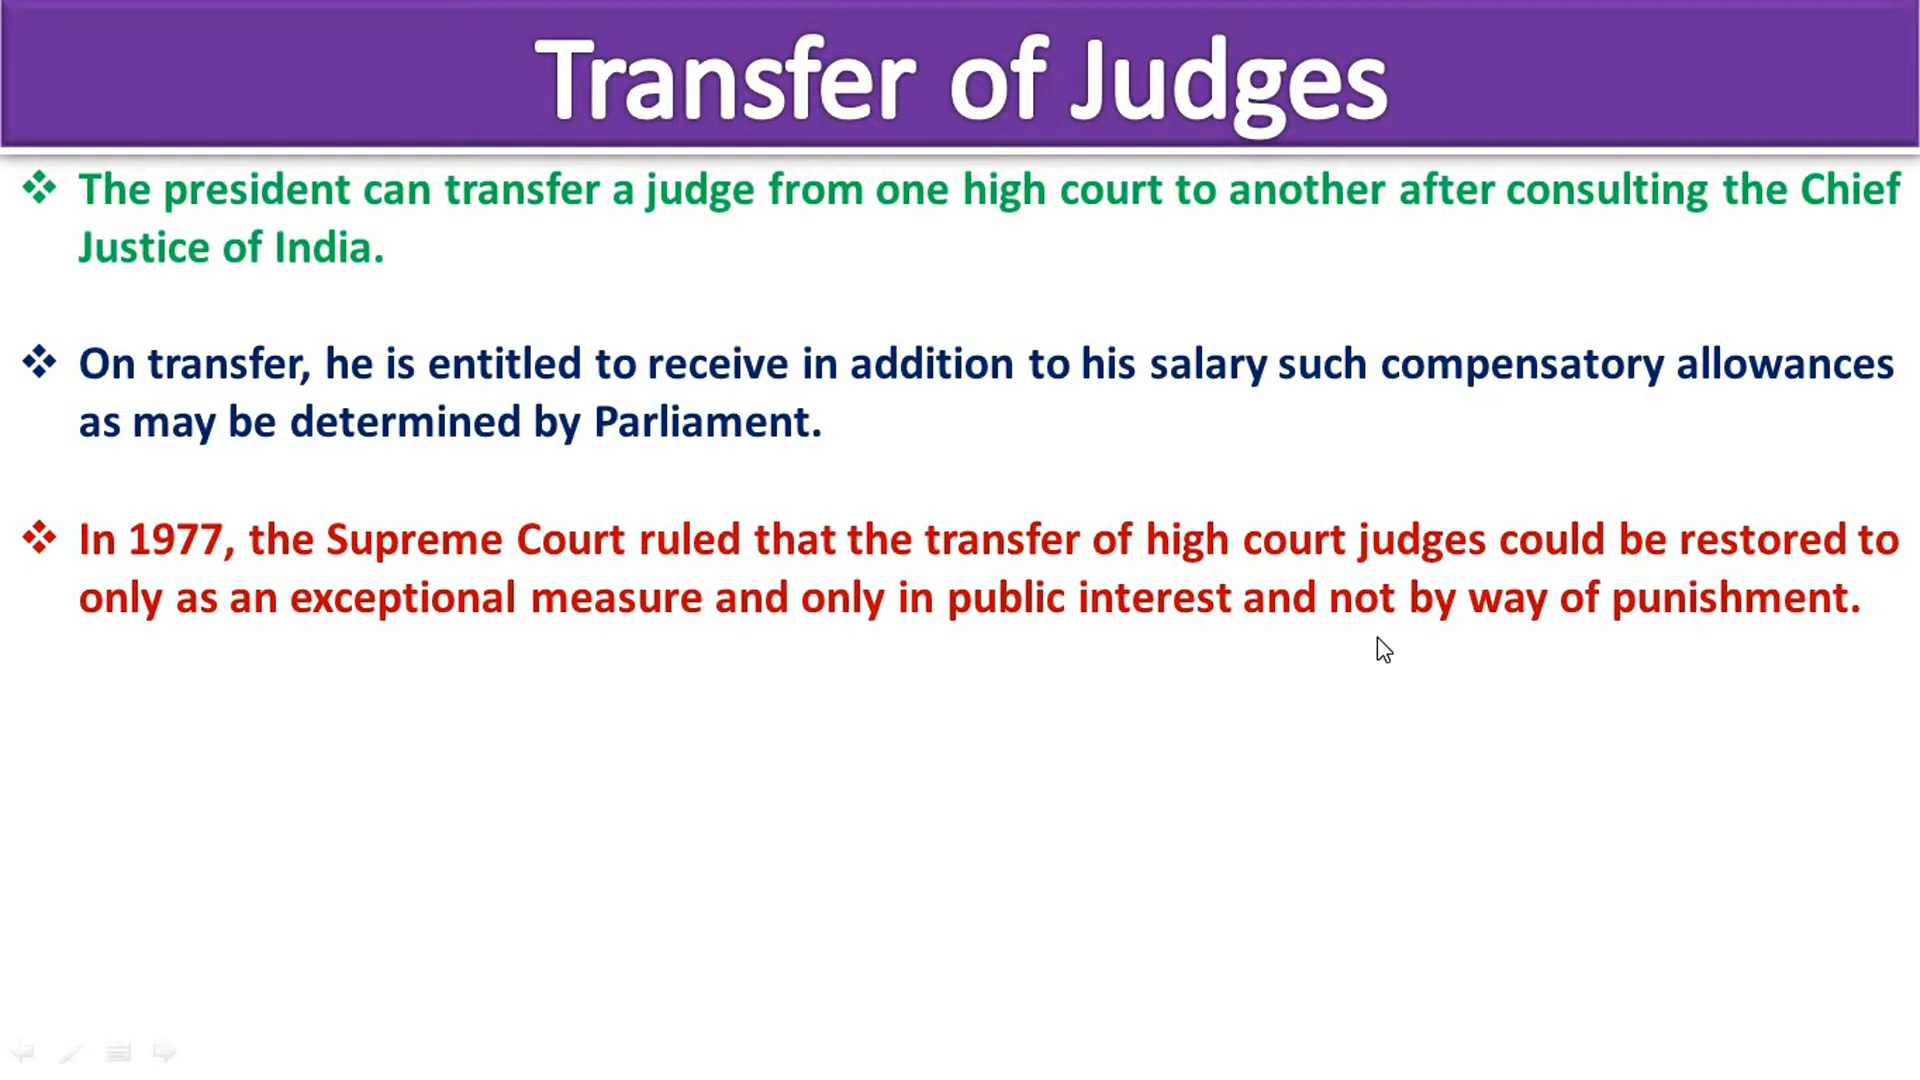 Transfer of Judges
The president can transfer a judge from one high court to another after consulting the Chief
Justice of India.
On transfer, he is entitled to receive in addition to his salary such compensatory allowances
as may be determined by Parliament.
In 1977, the Supreme Court ruled that the transfer of high court judges could be restored to
only as an exceptional measure and only in public interest and not by way of punishment.